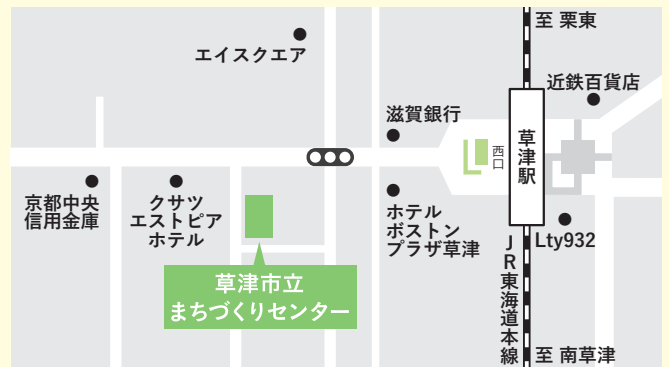 至 栗東
エイスクエア
近鉄百貨店
滋賀銀行
草津駅
西口
京都中央
信用金庫
クサツ
エストピア
ホテル
ホテル
ボストン
プラザ草津
Lty932
JR東海道本線
草津市立
まちづくりセンター
至 南草津